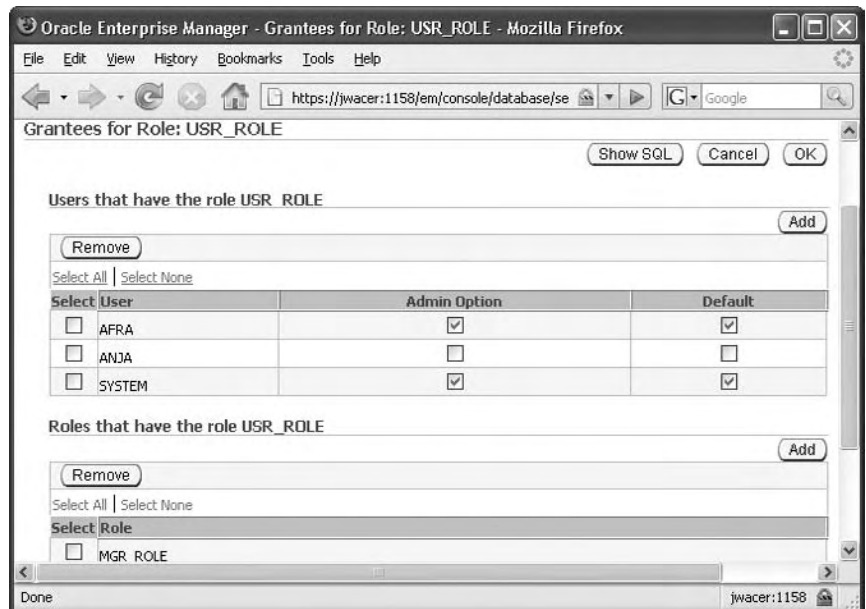 Oracle Enterprise Manager - Grantees for Role: USR_ROLE - Mozilla Firefox
File Edit View History Bookmarks Tools Help
https://jwacer:1158/em/console/database/se G Google
Grantees for Role: USR_ROLE
Show SQL Cancel OK
Users that have the role USR_ROLE
Add
Remove
Select All | Select None
Select User Admin Option Default
AFRA
ANJA
SYSTEM
Roles that have the role USR_ROLE
Add
Remove
Select All | Select None
Select Role
MGR_ROLE
Done jwacer:1158